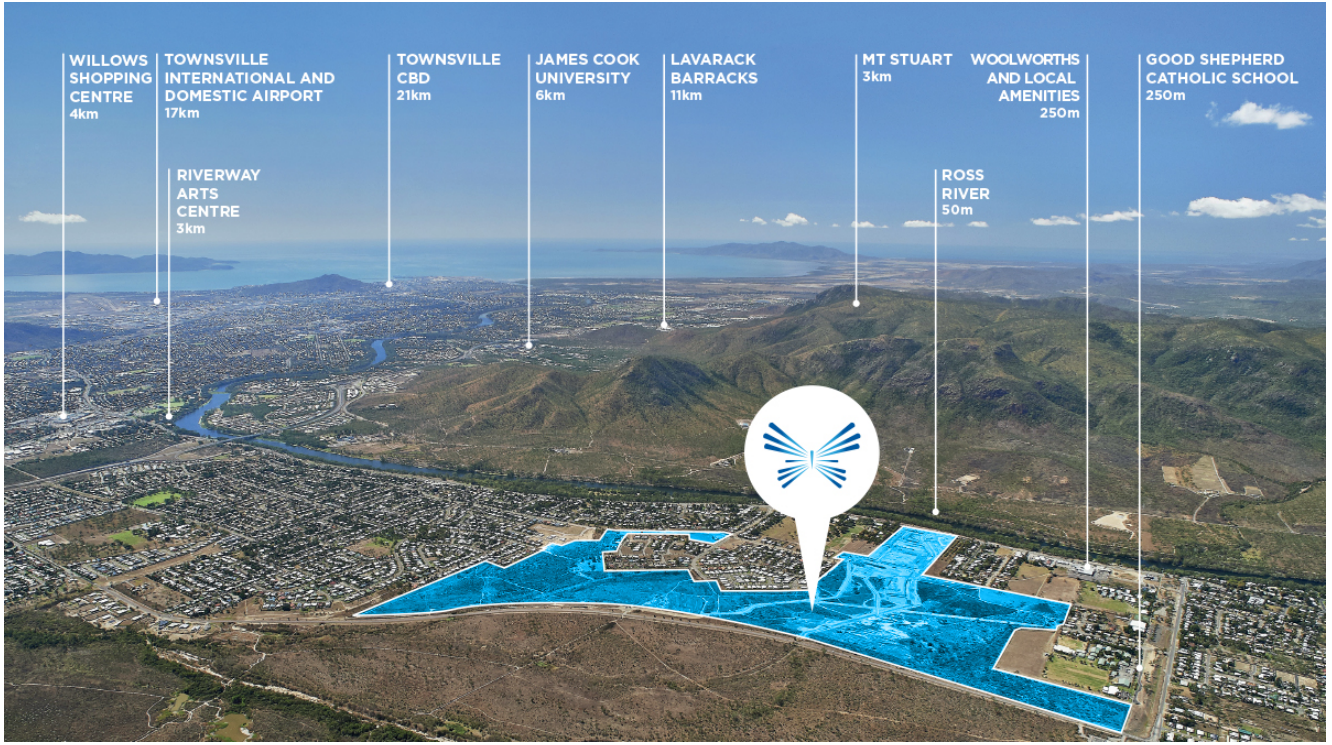 WILLOWS
SHOPPING
CENTRE
4km
TOWNSVILLE
INTERNATIONAL AND
DOMESTIC AIRPORT
17km
RIVERWAY
ARTS
CENTRE
3km
TOWNSVILLE
CBD
21km
JAMES COOK
UNIVERSITY
6km
LAVARACK
BARRACKS
11km
MT STUART
3km
ROSS
RIVER
50m
WOOLWORTHS
AND LOCAL
AMENITIES
250m
GOOD SHEPHERD
CATHOLIC SCHOOL
250m